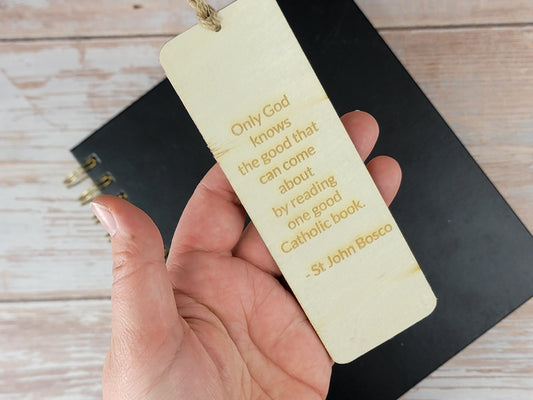 Only God
knows
the good that
can come
about
by reading
one good
Catholic book.
- St John Bosco